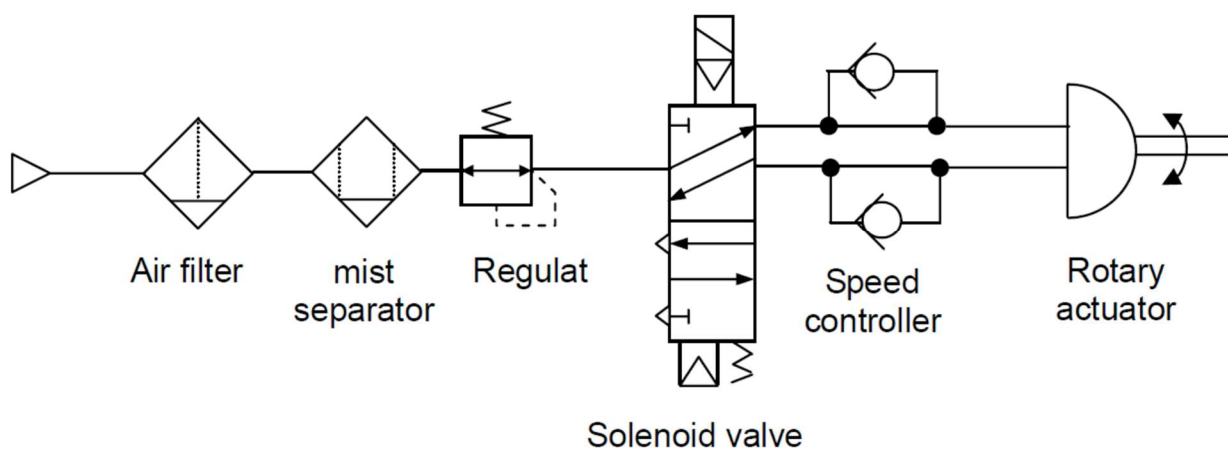 Air filter
mist
separator
Regulat
Speed
controller
Rotary
actuator
Solenoid valve